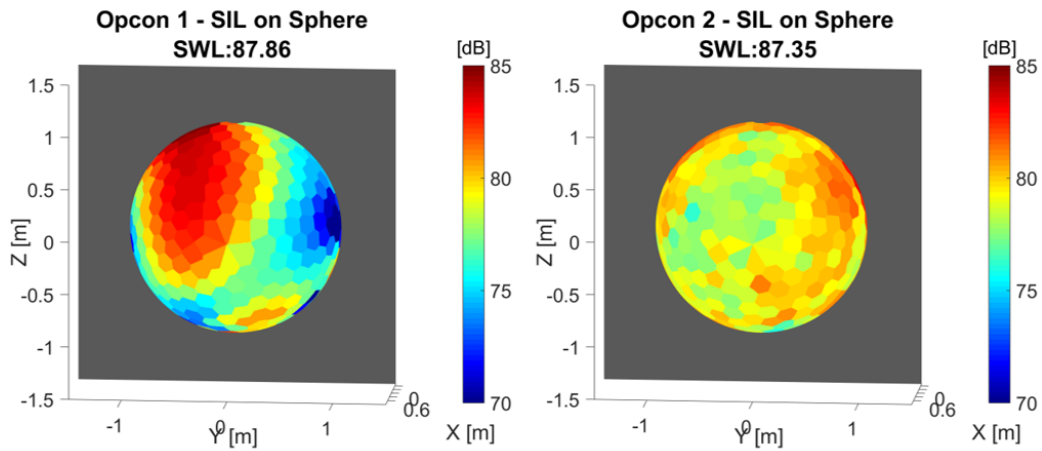 Opcon 1 - SIL on Sphere
SWL:87.86
[dB]
85
80
75
70
1.5
1
0.5
0
-0.5
-1
-1.5
Z [m]
-1
0
1
Y [m]
0
0.6
X [m]
Opcon 2 - SIL on Sphere
SWL:87.35
[dB]
85
80
75
70
1.5
1
0.5
0
-0.5
-1
-1.5
Z [m]
-1
0
1
Y [m]
0
0.6
X [m]